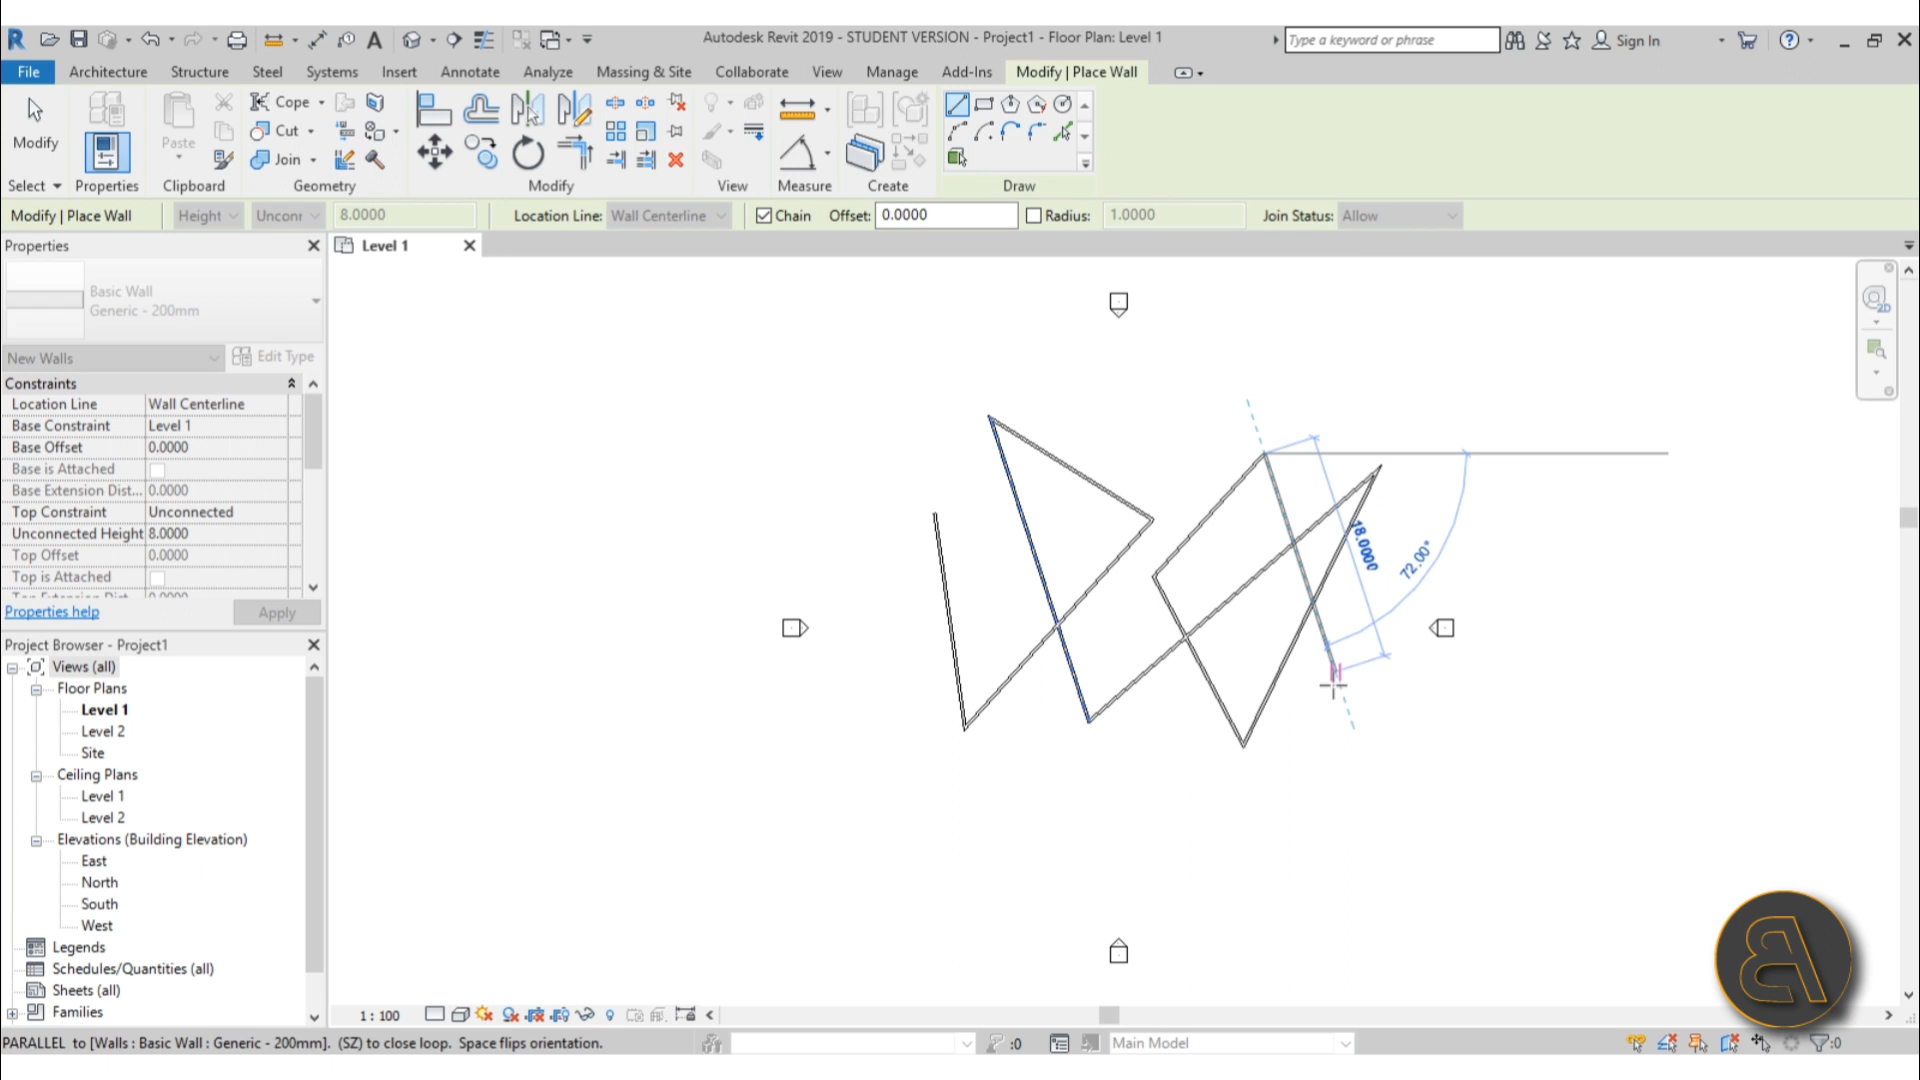 Autodesk Revit 2019 - STUDENT VERSION - Project1 - Floor Plan: Level 1
Type a keyword or phrase
Sign In
File Architecture Structure Steel Systems Insert Annotate Analyze Massing & Site Collaborate View Manage Add-Ins Modify | Place Wall
Modify
Paste
Cope
Cut
Join
Select Properties Clipboard Geometry Modify View Measure Create Draw
Modify | Place Wall Height Unconr 8.0000 Location Line: Wall Centerline Chain Offset: 0.0000 Radius: 1.0000 Join Status: Allow
Properties
Level 1
Basic Wall
Generic - 200mm
New Walls Edit Type
Constraints
Location Line Wall Centerline
Base Constraint Level 1
Base Offset 0.0000
Base is Attached
Base Extension Dist... 0.0000
Top Constraint Unconnected
Unconnected Height 8.0000
Top Offset 0.0000
Top is Attached
Properties help Apply
18.0000
72.00°
Project Browser - Project1
Views (all)
Floor Plans
Level 1
Level 2
Site
Ceiling Plans
Level 1
Level 2
Elevations (Building Elevation)
East
North
South
West
Legends
Schedules/Quantities (all)
Sheets (all)
Families
1 : 100
2D
PARALLEL to [Walls : Basic Wall : Generic - 200mm]. (SZ) to close loop. Space flips orientation.
:0
Main Model
:0